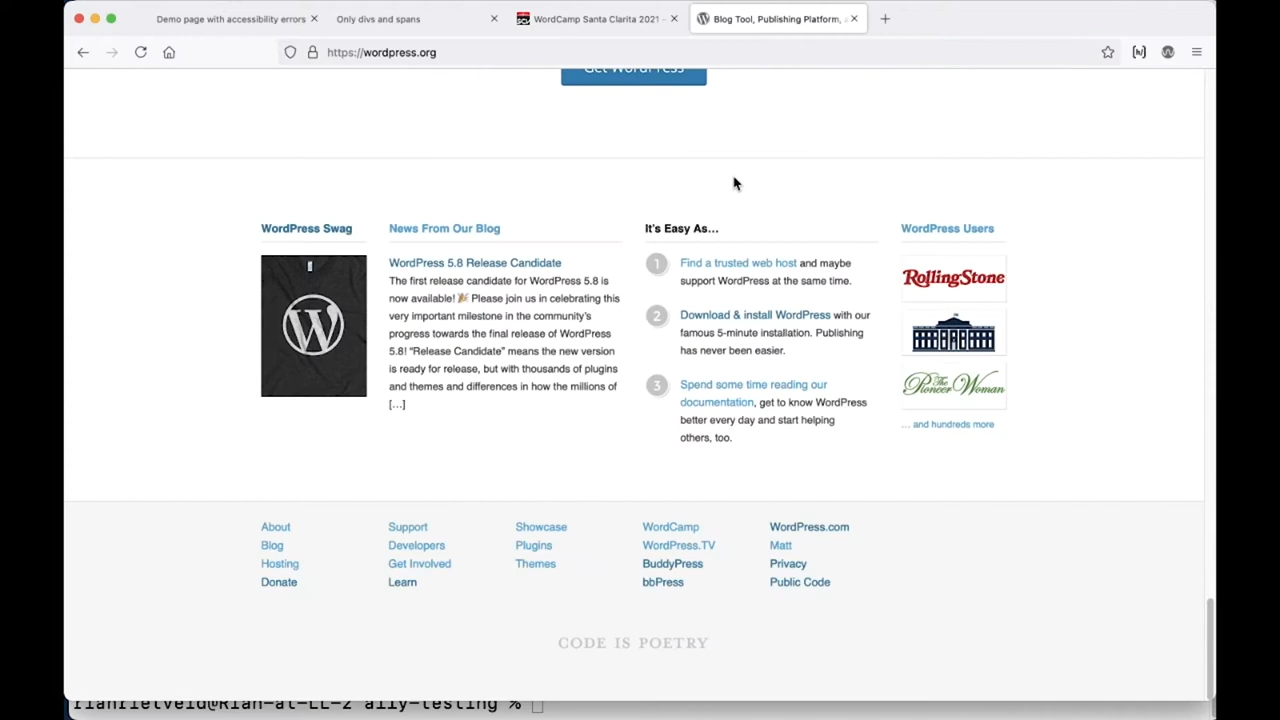 Demo page with accessibility errors
Only divs and spans
WordCamp Santa Clarita 2021 –
Blog Tool, Publishing Platform,
https://wordpress.org
Get WordPress
WordPress Swag
News From Our Blog
WordPress 5.8 Release Candidate
The first release candidate for WordPress 5.8 is
now available! 🎉 Please join us in celebrating this
very important milestone in the community's
progress towards the final release of WordPress
5.8! "Release Candidate" means the new version
is ready for release, but with thousands of plugins
and themes and differences in how the millions of
[…]
It's Easy As…
1 Find a trusted web host and maybe
support WordPress at the same time.
2 Download & install WordPress with our
famous 5-minute installation. Publishing
has never been easier.
3 Spend some time reading our
documentation, get to know WordPress
better every day and start helping
others, too.
WordPress Users
RollingStone
The Pioneer Woman
… and hundreds more
About
Blog
Hosting
Donate
Support
Developers
Get Involved
Learn
Showcase
Plugins
Themes
WordCamp
WordPress.TV
BuddyPress
bbPress
WordPress.com
Matt
Privacy
Public Code
CODE IS POETRY
rianrietveld@Rian-at-LL-2 a11y-testing %